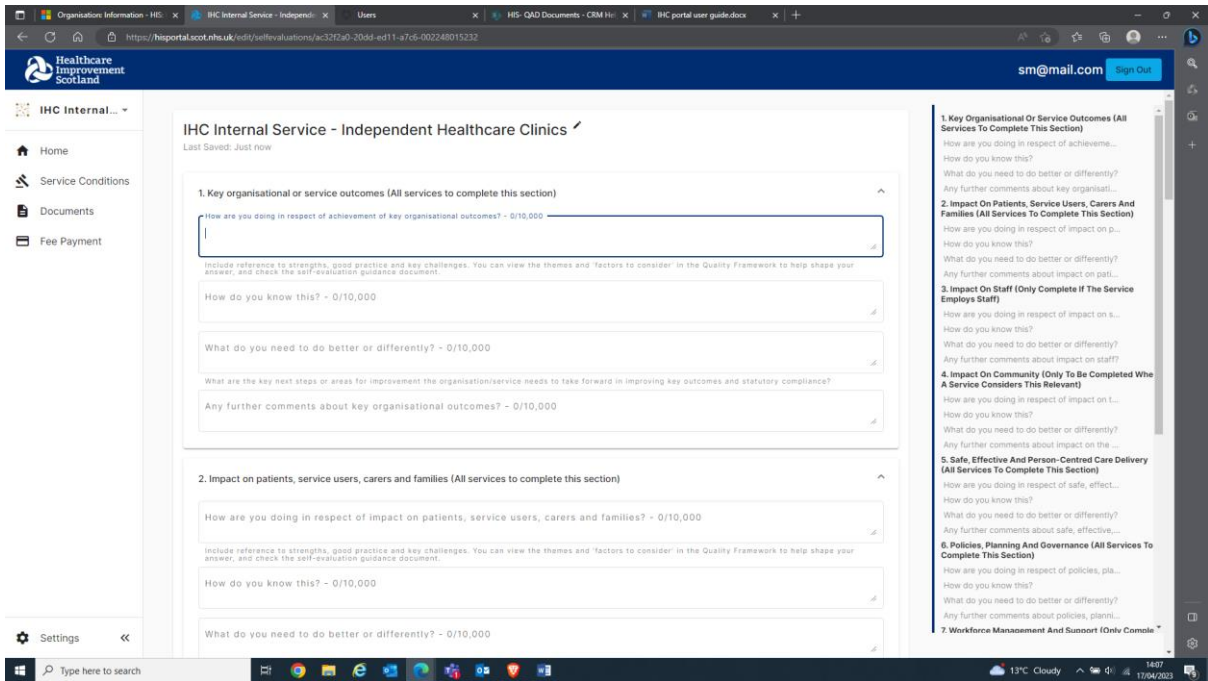 Organisation Information - HIS
IHC Internal Service - Independe
Users
HIS- QAD Documents - CRM Hel
IHC portal user guide.docx
https://hisportal.scot.nhs.uk/edit/selfevaluations/ac32f2a0-20dd-ed11-a7c6-002248015232
Healthcare
Improvement
Scotland
sm@mail.com
Sign Out
IHC Internal...
Home
Service Conditions
Documents
Fee Payment
Settings
IHC Internal Service - Independent Healthcare Clinics
Last Saved: Just now
1. Key organisational or service outcomes (All services to complete this section)
How are you doing in respect of achievement of key organisational outcomes? - 0/10,000
Include reference to strengths, good practice and key challenges. You can view the themes and 'factors to consider' in the Quality Framework to help shape your
answer, and check the self-evaluation guidance document.
How do you know this? - 0/10,000
What do you need to do better or differently? - 0/10,000
What are the key next steps or areas for improvement the organisation/service needs to take forward in improving key outcomes and statutory compliance?
Any further comments about key organisational outcomes? - 0/10,000
2. Impact on patients, service users, carers and families (All services to complete this section)
How are you doing in respect of impact on patients, service users, carers and families? - 0/10,000
Include reference to strengths, good practice and key challenges. You can view the themes and 'factors to consider' in the Quality Framework to help shape your
answer, and check the self-evaluation guidance document.
How do you know this? - 0/10,000
What do you need to do better or differently? - 0/10,000
1. Key Organisational Or Service Outcomes (All
Services To Complete This Section)
How are you doing in respect of achieveme...
How do you know this?
What do you need to do better or differently?
Any further comments about key organisati...
2. Impact On Patients, Service Users, Carers And
Families (All Services To Complete This Section)
How are you doing in respect of impact on p...
How do you know this?
What do you need to do better or differently?
Any further comments about impact on pati...
3. Impact On Staff (Only Complete If The Service
Employs Staff)
How are you doing in respect of impact on s...
How do you know this?
What do you need to do better or differently?
Any further comments about impact on staff?
4. Impact On Community (Only To Be Completed Whe
A Service Considers This Relevant)
How are you doing in respect of impact on t...
How do you know this?
What do you need to do better or differently?
Any further comments about impact on the ...
5. Safe, Effective And Person-Centred Care Delivery
(All Services To Complete This Section)
How are you doing in respect of safe, effect...
How do you know this?
What do you need to do better or differently?
Any further comments about safe, effective,...
6. Policies, Planning And Governance (All Services To
Complete This Section)
How are you doing in respect of policies, pla...
How do you know this?
What do you need to do better or differently?
Any further comments about policies, planni...
7. Workforce Management And Support (Only Comple
Type here to search
13°C Cloudy
14:07
17/04/2023